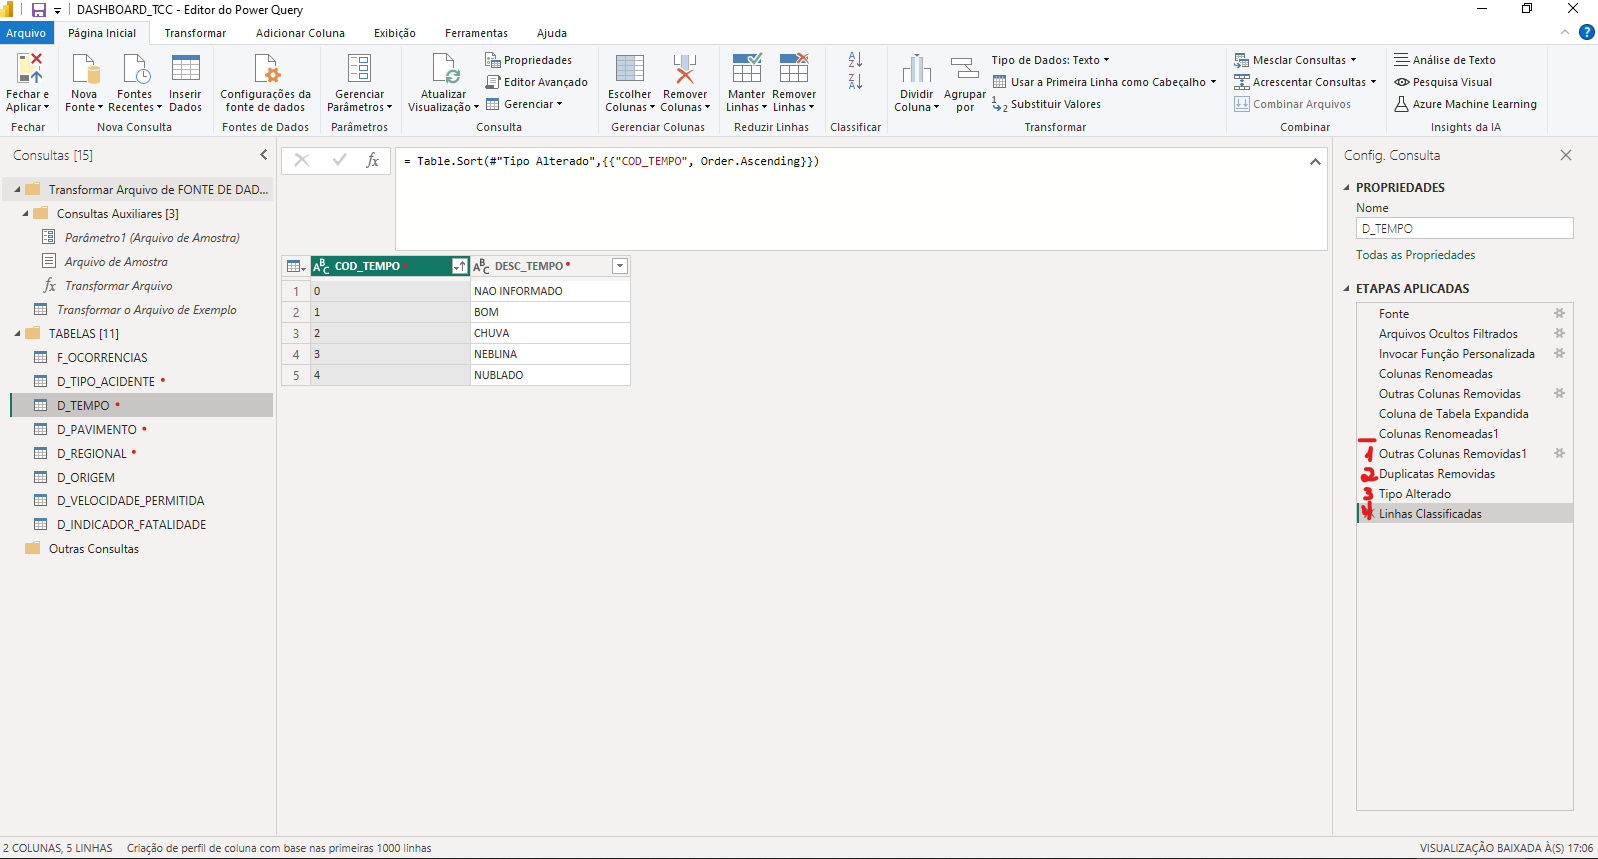 DASHBOARD_TCC - Editor do Power Query
Arquivo
Página Inicial
Transformar
Adicionar Coluna
Exibição
Ferramentas
Ajuda
Fechar e
Aplicar
Fechar
Nova
Fonte
Fontes
Recentes
Inserir
Dados
Nova Consulta
Configurações da
fonte de dados
Fontes de Dados
Gerenciar
Parâmetros
Parâmetros
Atualizar
Visualização
Propriedades
Editor Avançado
Gerenciar
Consulta
Escolher
Colunas
Remover
Colunas
Gerenciar Colunas
Manter
Linhas
Remover
Linhas
Reduzir Linhas
A
Z
Z
A
Classificar
Dividir
Coluna
Agrupar
por
Tipo de Dados: Texto
Usar a Primeira Linha como Cabeçalho
1
2
Substituir Valores
Transformar
Mesclar Consultas
Acrescentar Consultas
Combinar Arquivos
Combinar
Análise de Texto
Pesquisa Visual
Azure Machine Learning
Insights da IA
?
Consultas [15]
Transformar Arquivo de FONTE DE DAD...
Consultas Auxiliares [3]
Parâmetro1 (Arquivo de Amostra)
Arquivo de Amostra
fx Transformar Arquivo
Transformar o Arquivo de Exemplo
TABELAS [11]
F_OCORRENCIAS
D_TIPO_ACIDENTE
D_TEMPO
D_PAVIMENTO
D_REGIONAL
D_ORIGEM
D_VELOCIDADE_PERMITIDA
D_INDICADOR_FATALIDADE
Outras Consultas
fx
= Table.Sort(#"Tipo Alterado",{{"COD_TEMPO", Order.Ascending}})
ABC COD_TEMPO ABC DESC_TEMPO
1 0 NAO INFORMADO
2 1 BOM
3 2 CHUVA
4 3 NEBLINA
5 4 NUBLADO
Config. Consulta
PROPRIEDADES
Nome
D_TEMPO
Todas as Propriedades
ETAPAS APLICADAS
Fonte
Arquivos Ocultos Filtrados
Invocar Função Personalizada
Colunas Renomeadas
Outras Colunas Removidas
Coluna de Tabela Expandida
Colunas Renomeadas1
1 Outras Colunas Removidas1
2 Duplicatas Removidas
3 Tipo Alterado
4 Linhas Classificadas
2 COLUNAS, 5 LINHAS
Criação de perfil de coluna com base nas primeiras 1000 linhas
VISUALIZAÇÃO BAIXADA À(S) 17:06